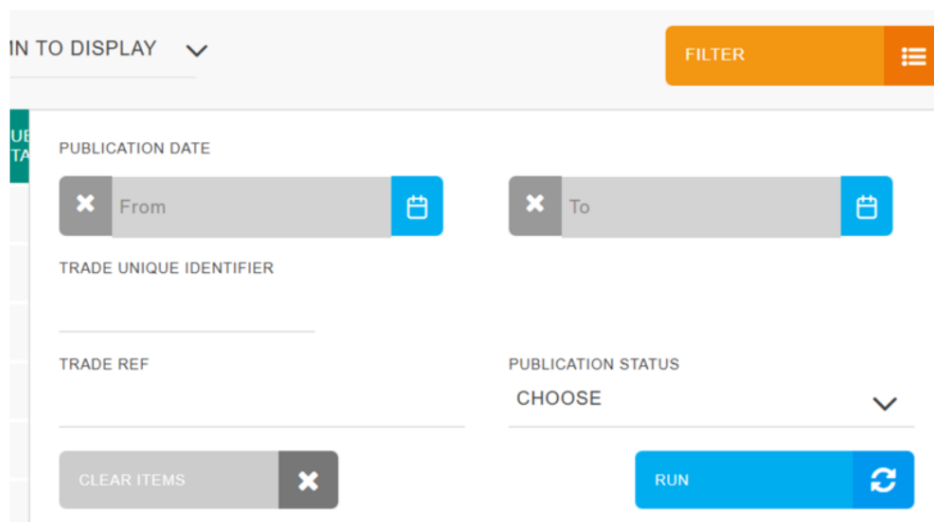 IN TO DISPLAY
FILTER
PUBLICATION DATE
From
To
TRADE UNIQUE IDENTIFIER
TRADE REF
PUBLICATION STATUS
CHOOSE
CLEAR ITEMS
RUN